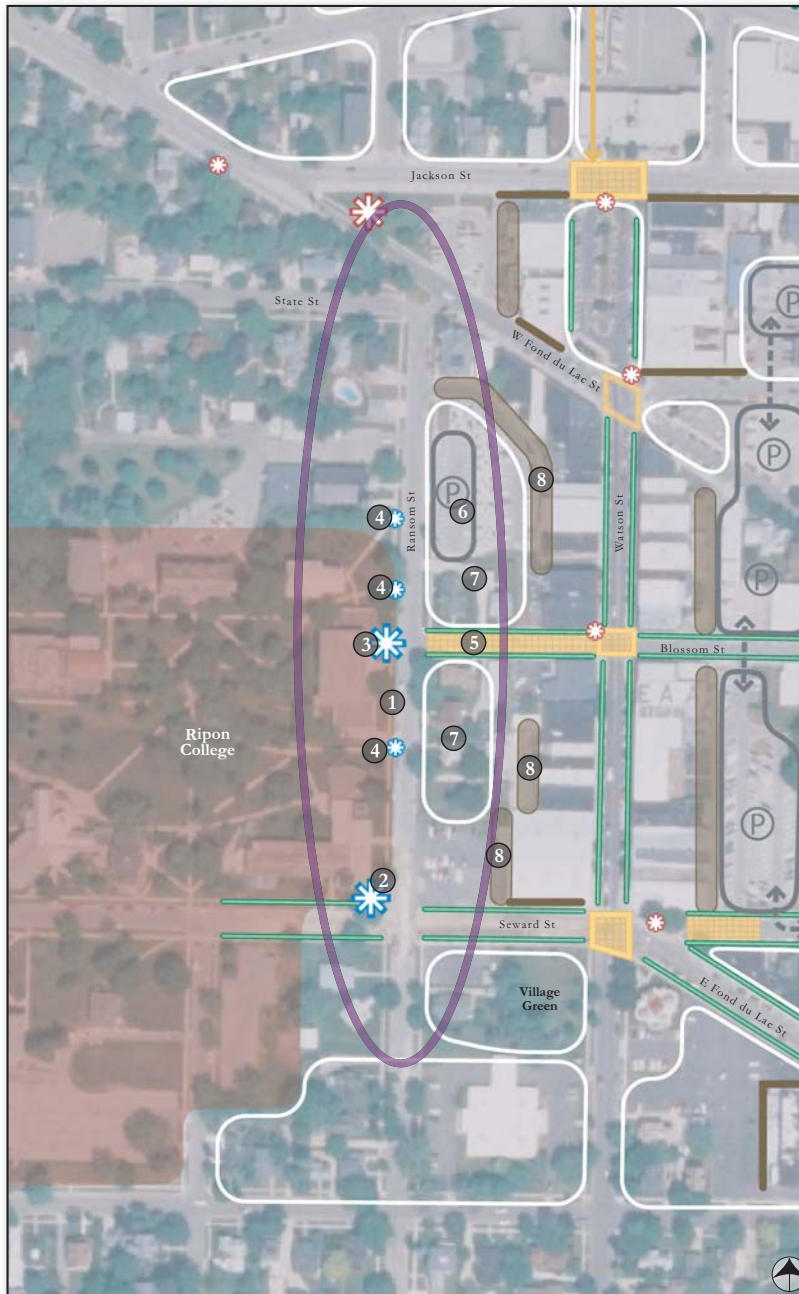 Jackson St
State St
W Fond du Lac St
P
P
8
P
6
4
Ransom St
Watson St
4
7
P
3
5
Blossom St
1
Ripon
College
7
4
8
P
8
2
Seward St
Village
Green
E Fond du Lac St